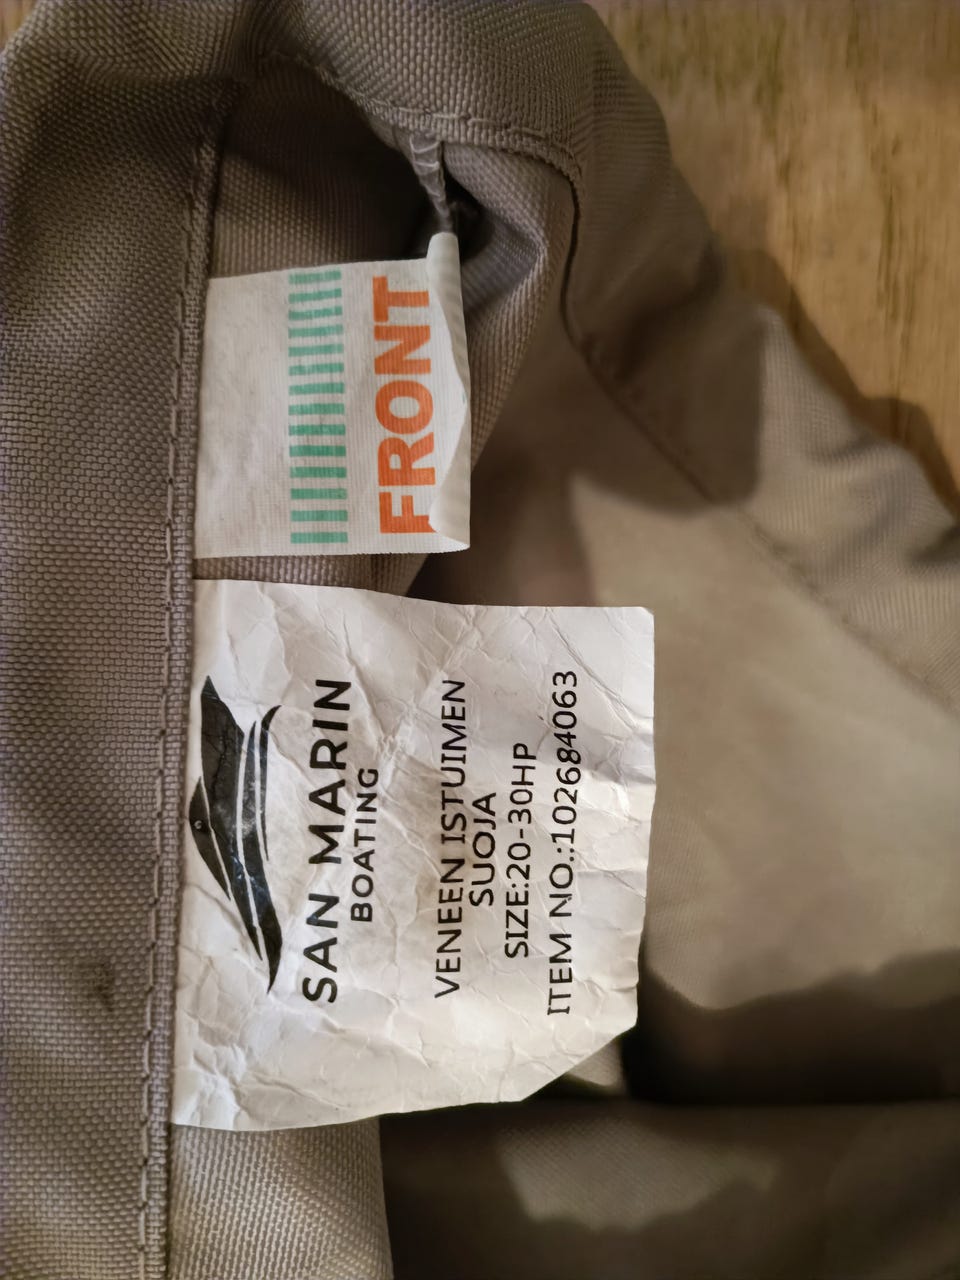 FRONT
SAN MARIN
BOATING
VENEEN ISTUIMEN
SUOJA
SIZE:20-30HP
ITEM NO.:102684063